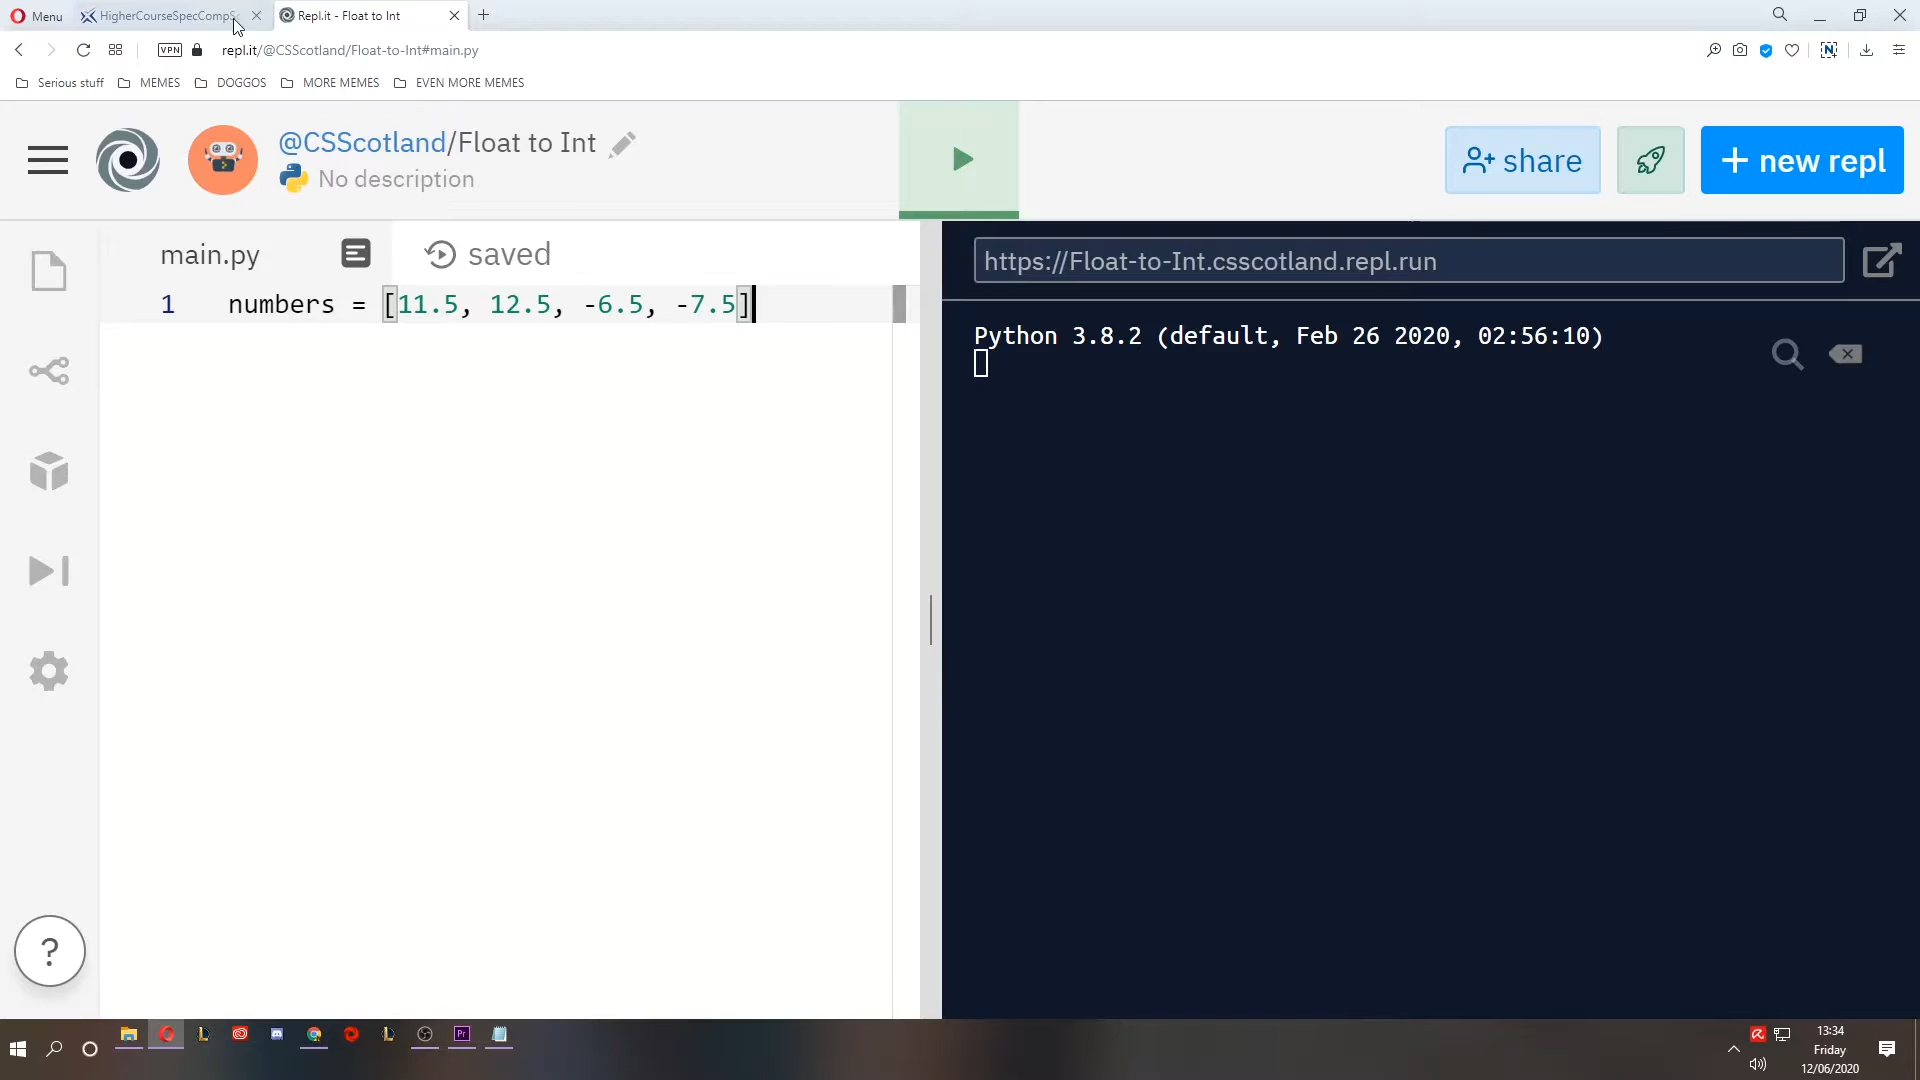 Menu
HigherCourseSpecCompS
Repl.it - Float to Int
VPN
repl.it/@CSScotland/Float-to-Int#main.py
Serious stuff
MEMES
DOGGOS
MORE MEMES
EVEN MORE MEMES
@CSScotland/Float to Int
No description
share
+ new repl
main.py
saved
https://Float-to-Int.csscotland.repl.run
1 numbers = [11.5, 12.5, -6.5, -7.5]
Python 3.8.2 (default, Feb 26 2020, 02:56:10)
?
Pr
13:34
Friday
12/06/2020